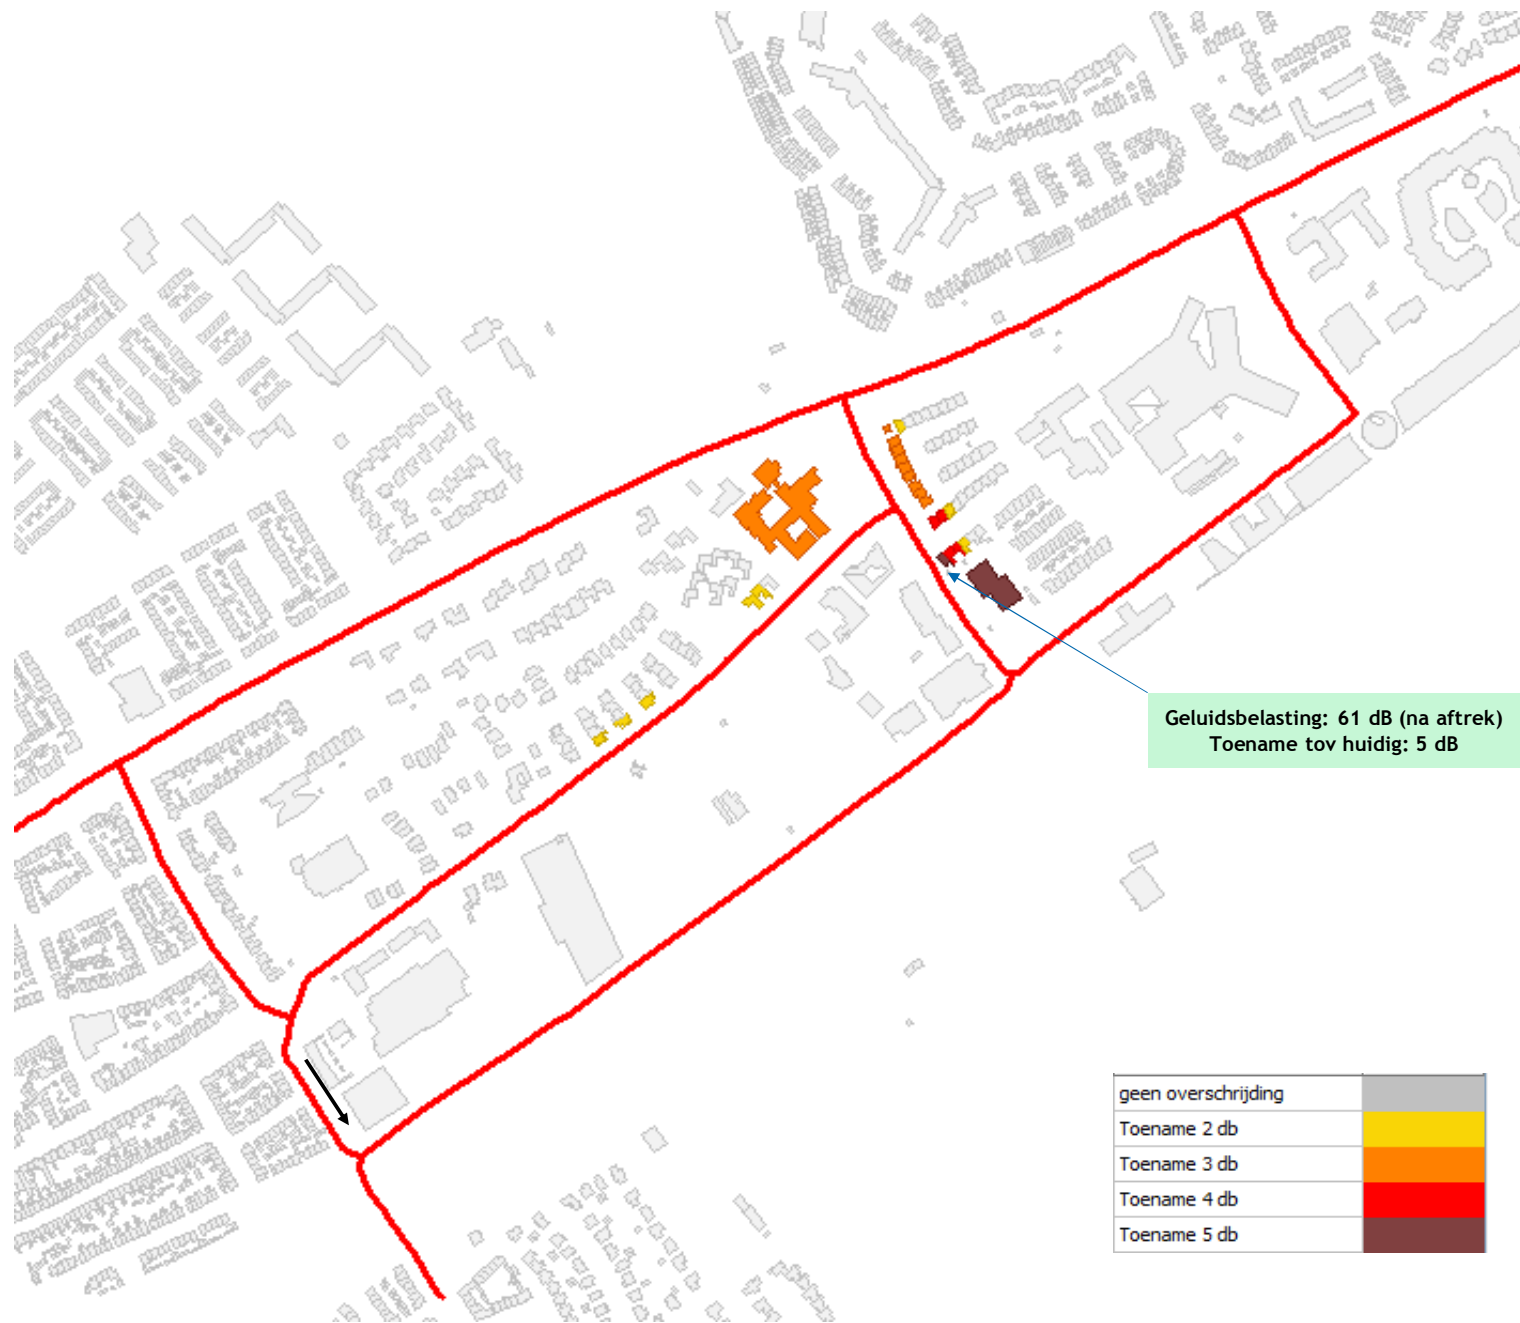 Geluidsbelasting: 61 dB (na aftrek)
Toename tov huidig: 5 dB
geen overschrijding
Toename 2 db
Toename 3 db
Toename 4 db
Toename 5 db